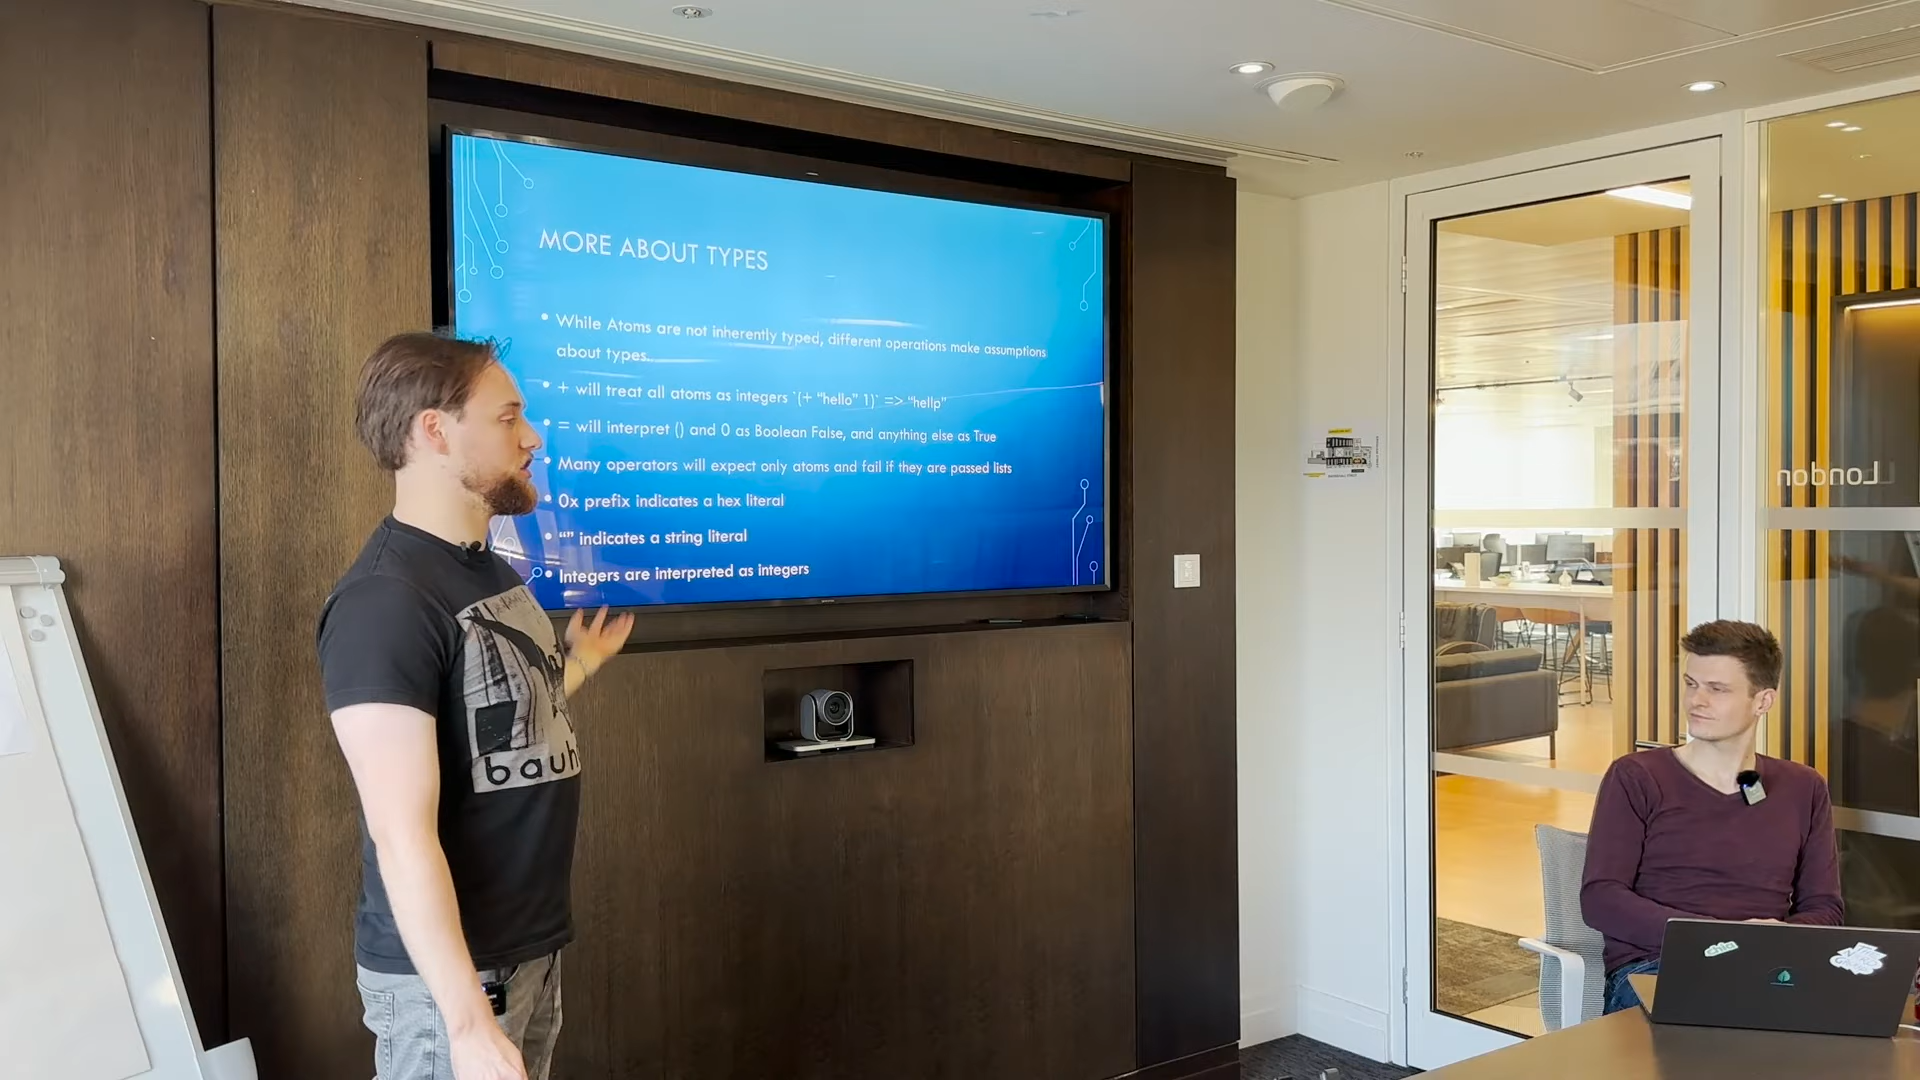 MORE ABOUT TYPES
• While Atoms are not inherently typed, different operations make assumptions
about types.
• + will treat all atoms as integers `(+ “hello” 1)` => “hellp”
• = will interpret () and 0 as Boolean False, and anything else as True
• Many operators will expect only atoms and fail if they are passed lists
• 0x prefix indicates a hex literal
• “” indicates a string literal
• Integers are interpreted as integers
bauh
London
chia